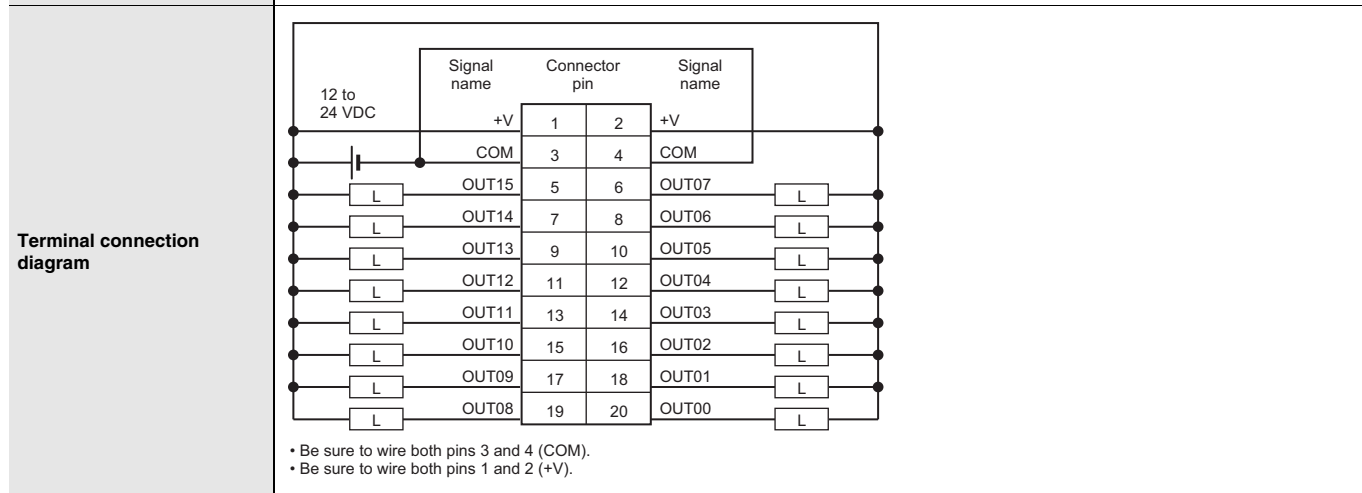 Terminal connection
diagram
Signal name Connector pin Signal name
12 to
24 VDC
+V 1 2 +V
COM 3 4 COM
L OUT15 5 6 OUT07 L
L OUT14 7 8 OUT06 L
L OUT13 9 10 OUT05 L
L OUT12 11 12 OUT04 L
L OUT11 13 14 OUT03 L
L OUT10 15 16 OUT02 L
L OUT09 17 18 OUT01 L
L OUT08 19 20 OUT00 L
• Be sure to wire both pins 3 and 4 (COM).
• Be sure to wire both pins 1 and 2 (+V).